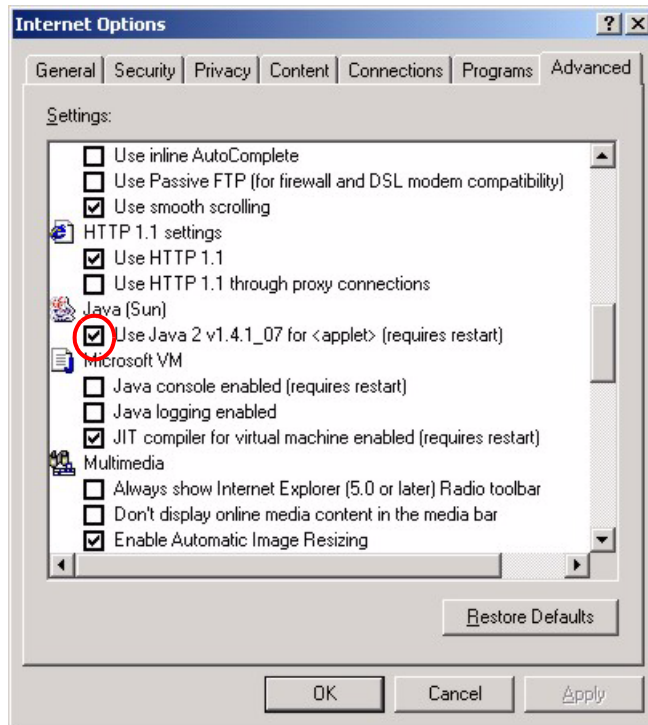 Internet Options
General Security Privacy Content Connections Programs Advanced
Settings:
Use inline AutoComplete
Use Passive FTP (for firewall and DSL modem compatibility)
Use smooth scrolling
HTTP 1.1 settings
Use HTTP 1.1
Use HTTP 1.1 through proxy connections
Java (Sun)
Use Java 2 v1.4.1_07 for <applet> (requires restart)
Microsoft VM
Java console enabled (requires restart)
Java logging enabled
JIT compiler for virtual machine enabled (requires restart)
Multimedia
Always show Internet Explorer (5.0 or later) Radio toolbar
Don't display online media content in the media bar
Enable Automatic Image Resizing
Restore Defaults
OK Cancel Apply